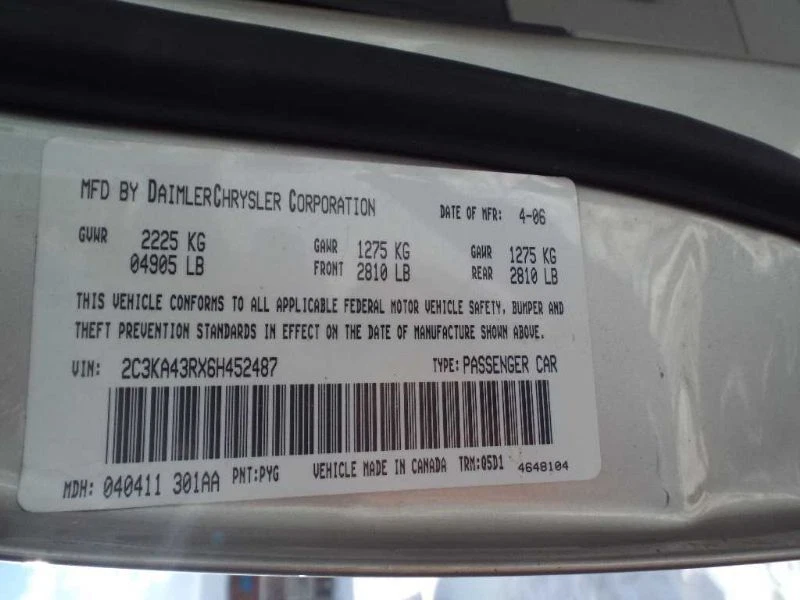 MFD BY DAIMLERCHRYSLER CORPORATION DATE OF MFR: 4-06
GVWR 2225 KG GAWR 1275 KG GAWR 1275 KG
04905 LB FRONT 2810 LB REAR 2810 LB
THIS VEHICLE CONFORMS TO ALL APPLICABLE FEDERAL MOTOR VEHICLE SAFETY, BUMPER AND
THEFT PREVENTION STANDARDS IN EFFECT ON THE DATE OF MANUFACTURE SHOWN ABOVE.
VIN: 2C3KA43RX6H452487 TYPE: PASSENGER CAR
MDH: 040411 301AA PNT:PYG VEHICLE MADE IN CANADA TRM:05D1 4648104